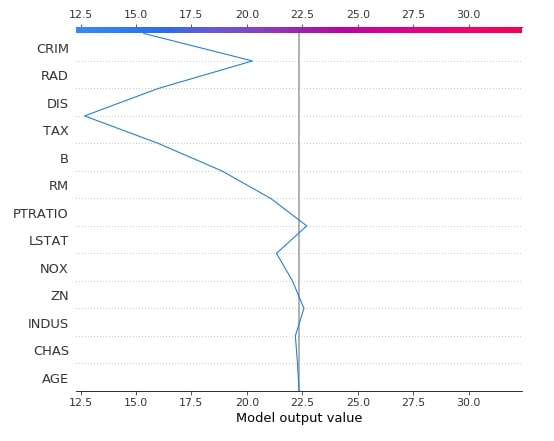 12.5 15.0 17.5 20.0 22.5 25.0 27.5 30.0
CRIM
RAD
DIS
TAX
B
RM
PTRATIO
LSTAT
NOX
ZN
INDUS
CHAS
AGE
12.5 15.0 17.5 20.0 22.5 25.0 27.5 30.0
Model output value